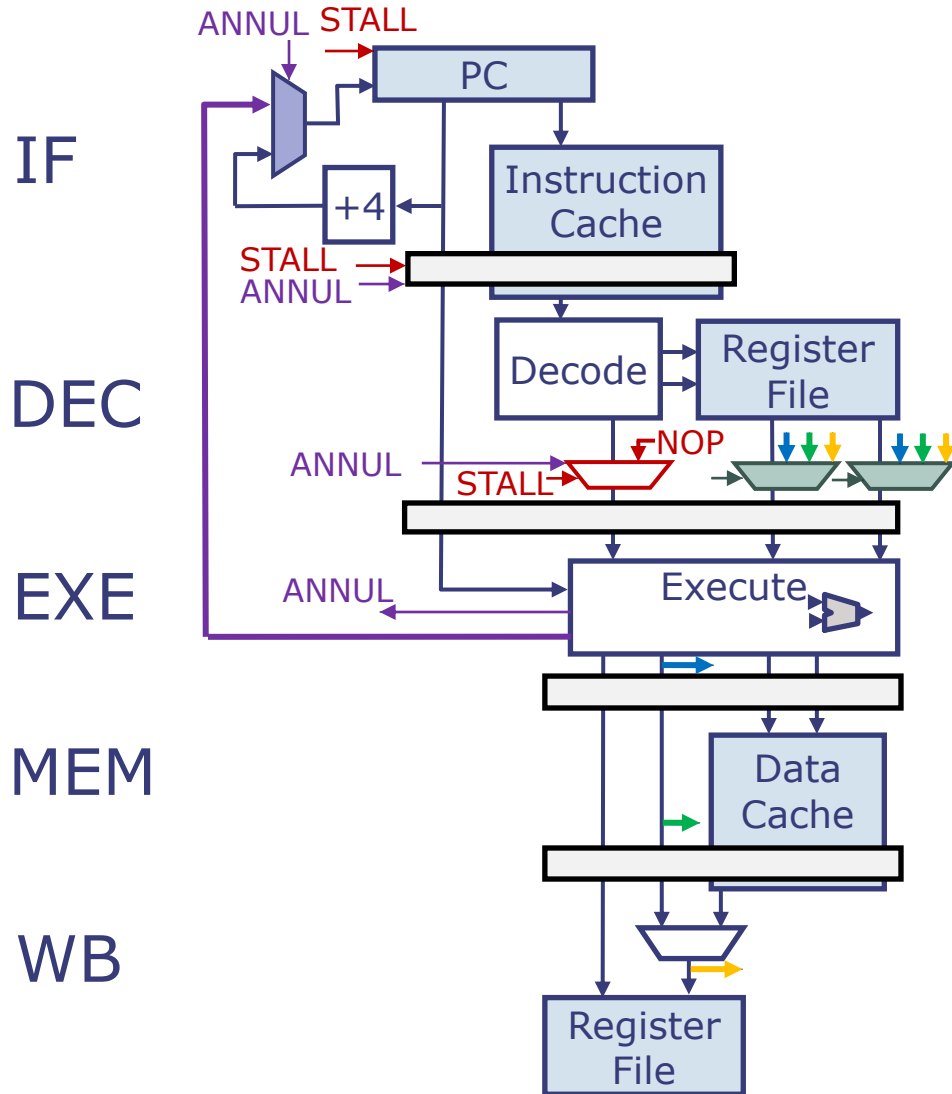 STALL
ANNUL
PC
IF
Instruction
Cache
+4
STALL
ANNUL
Decode
Register
File
DEC
NOP
ANNUL
STALL
EXE
ANNUL
Execute
MEM
Data
Cache
WB
Register
File